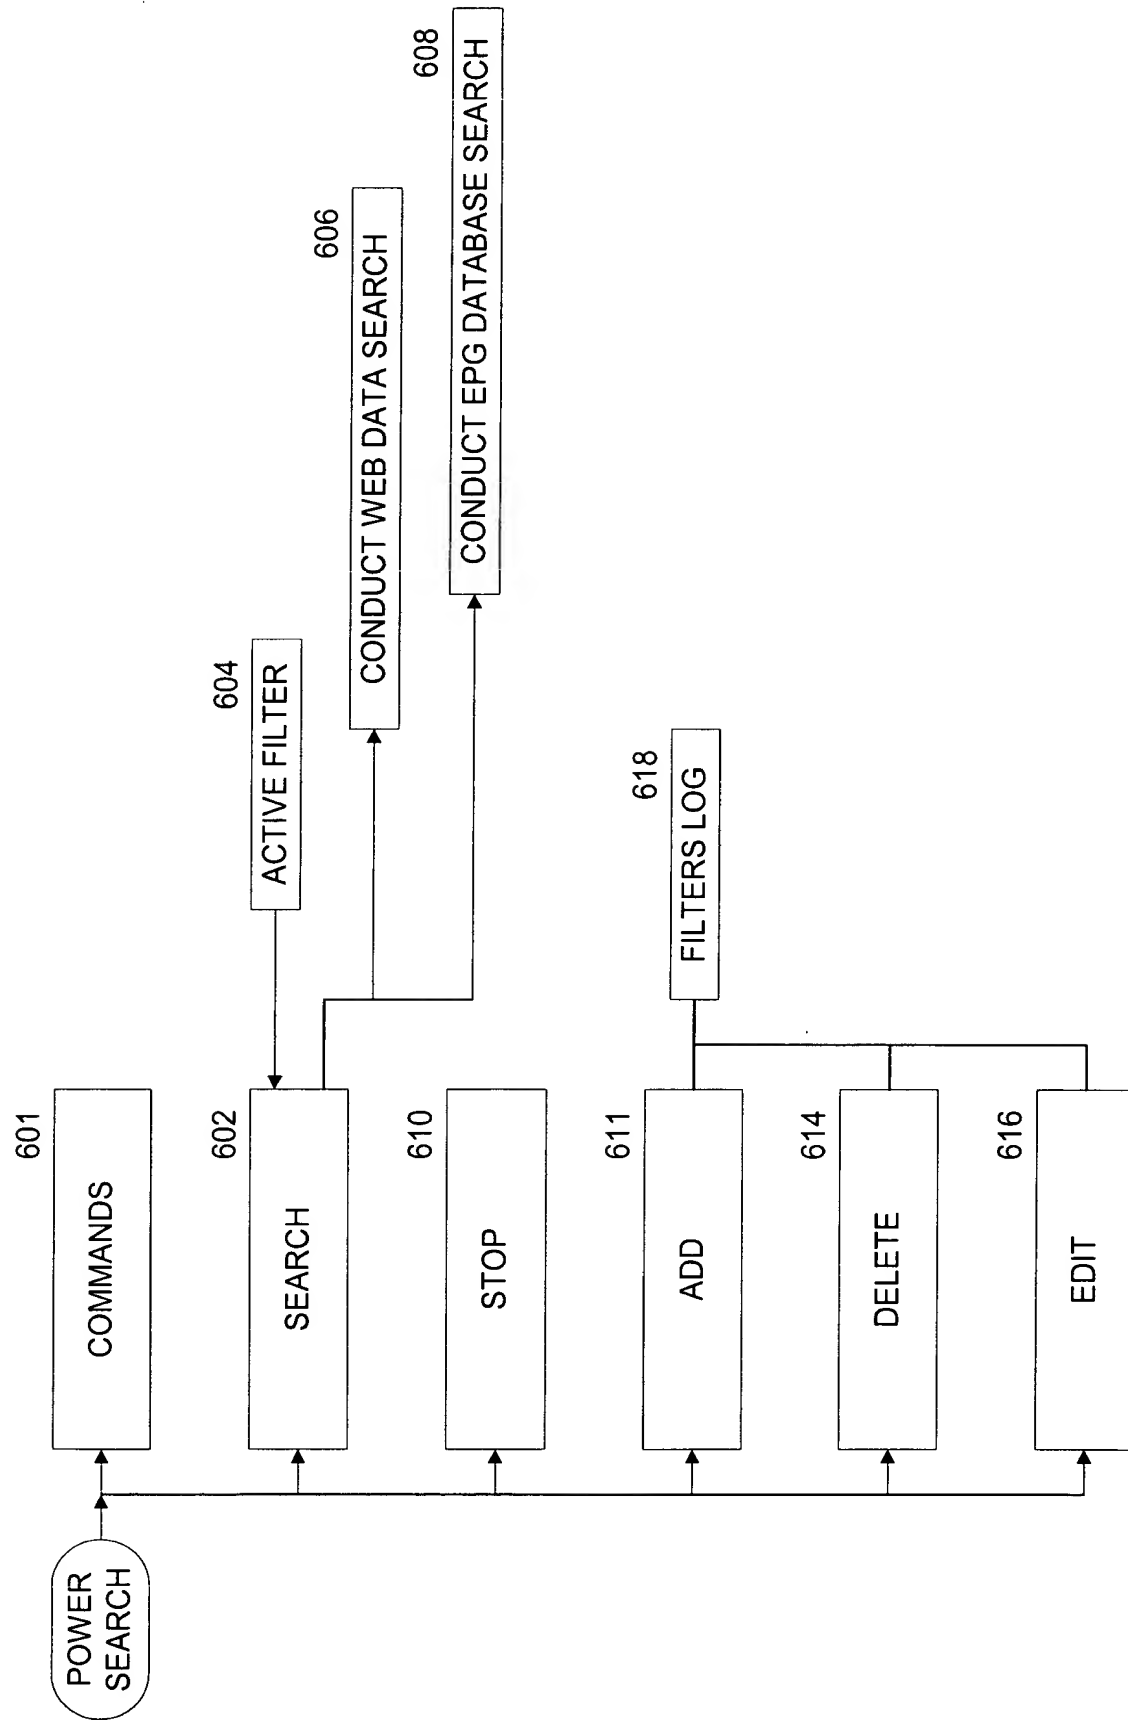 POWER
SEARCH
601
COMMANDS
602
SEARCH
604
ACTIVE FILTER
606
CONDUCT WEB DATA SEARCH
608
CONDUCT EPG DATABASE SEARCH
610
STOP
611
ADD
618
FILTERS LOG
614
DELETE
616
EDIT